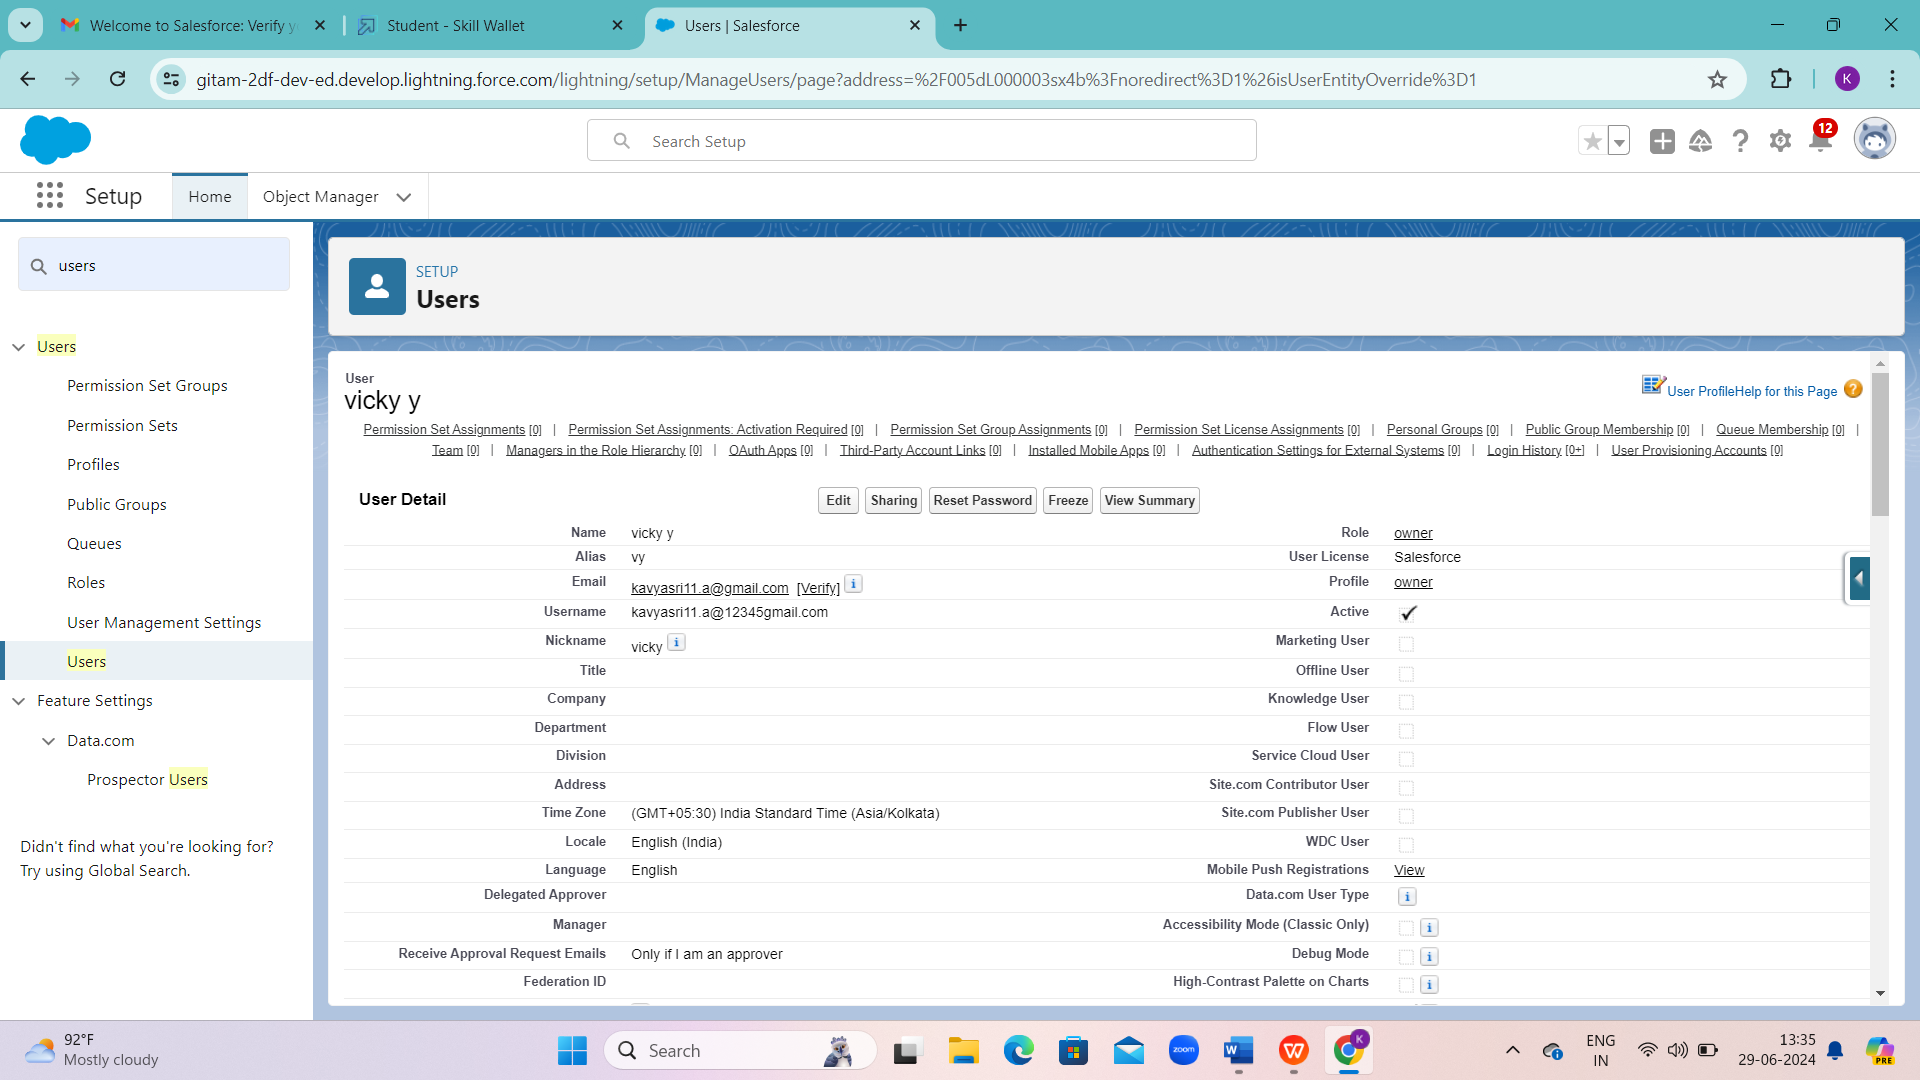 Welcome to Salesforce: Verify y
Student - Skill Wallet
Users | Salesforce
gitam-2df-dev-ed.develop.lightning.force.com/lightning/setup/ManageUsers/page?address=%2F005dL000003sx4b%3Fnoredirect%3D1%26isUserEntityOverride%3D1
K
Search Setup
12
Setup
Home
Object Manager
users
Users
Permission Set Groups
Permission Sets
Profiles
Public Groups
Queues
Roles
User Management Settings
Users
Feature Settings
Data.com
Prospector Users
Didn't find what you're looking for?
Try using Global Search.
SETUP
Users
User
vicky y
User Profile Help for this Page ?
Permission Set Assignments [0] | Permission Set Assignments: Activation Required [0] | Permission Set Group Assignments [0] | Permission Set License Assignments [0] | Personal Groups [0] | Public Group Membership [0] | Queue Membership [0] |
Team [0] | Managers in the Role Hierarchy [0] | OAuth Apps [0] | Third-Party Account Links [0] | Installed Mobile Apps [0] | Authentication Settings for External Systems [0] | Login History [0+] | User Provisioning Accounts [0]
User Detail
Edit Sharing Reset Password Freeze View Summary
Name vicky y Role owner
Alias vy User License Salesforce
Email kavyasri11.a@gmail.com [Verify] i Profile owner
Username kavyasri11.a@12345gmail.com Active ✓
Nickname vicky i Marketing User
Title Offline User
Company Knowledge User
Department Flow User
Division Service Cloud User
Address Site.com Contributor User
Time Zone (GMT+05:30) India Standard Time (Asia/Kolkata) Site.com Publisher User
Locale English (India) WDC User
Language English Mobile Push Registrations View
Delegated Approver Data.com User Type i
Manager Accessibility Mode (Classic Only) i
Receive Approval Request Emails Only if I am an approver Debug Mode i
Federation ID High-Contrast Palette on Charts i
92°F
Mostly cloudy
Search
zoom
W
W
K
ENG
IN
13:35
29-06-2024
PRE